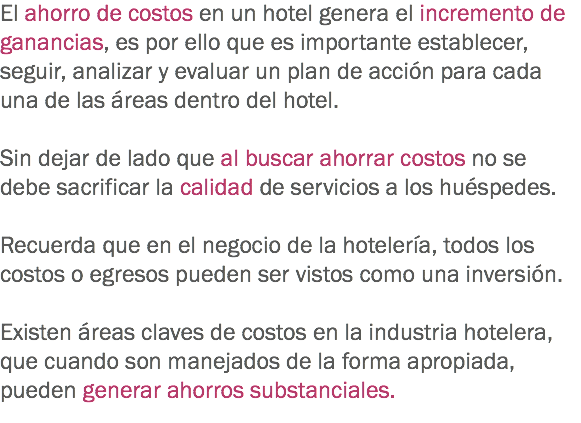 El ahorro de costos en un hotel genera el incremento de
ganancias, es por ello que es importante establecer,
seguir, analizar y evaluar un plan de acción para cada
una de las áreas dentro del hotel.
Sin dejar de lado que al buscar ahorrar costos no se
debe sacrificar la calidad de servicios a los huéspedes.
Recuerda que en el negocio de la hotelería, todos los
costos o egresos pueden ser vistos como una inversión.
Existen áreas claves de costos en la industria hotelera,
que cuando son manejados de la forma apropiada,
pueden generar ahorros substanciales.